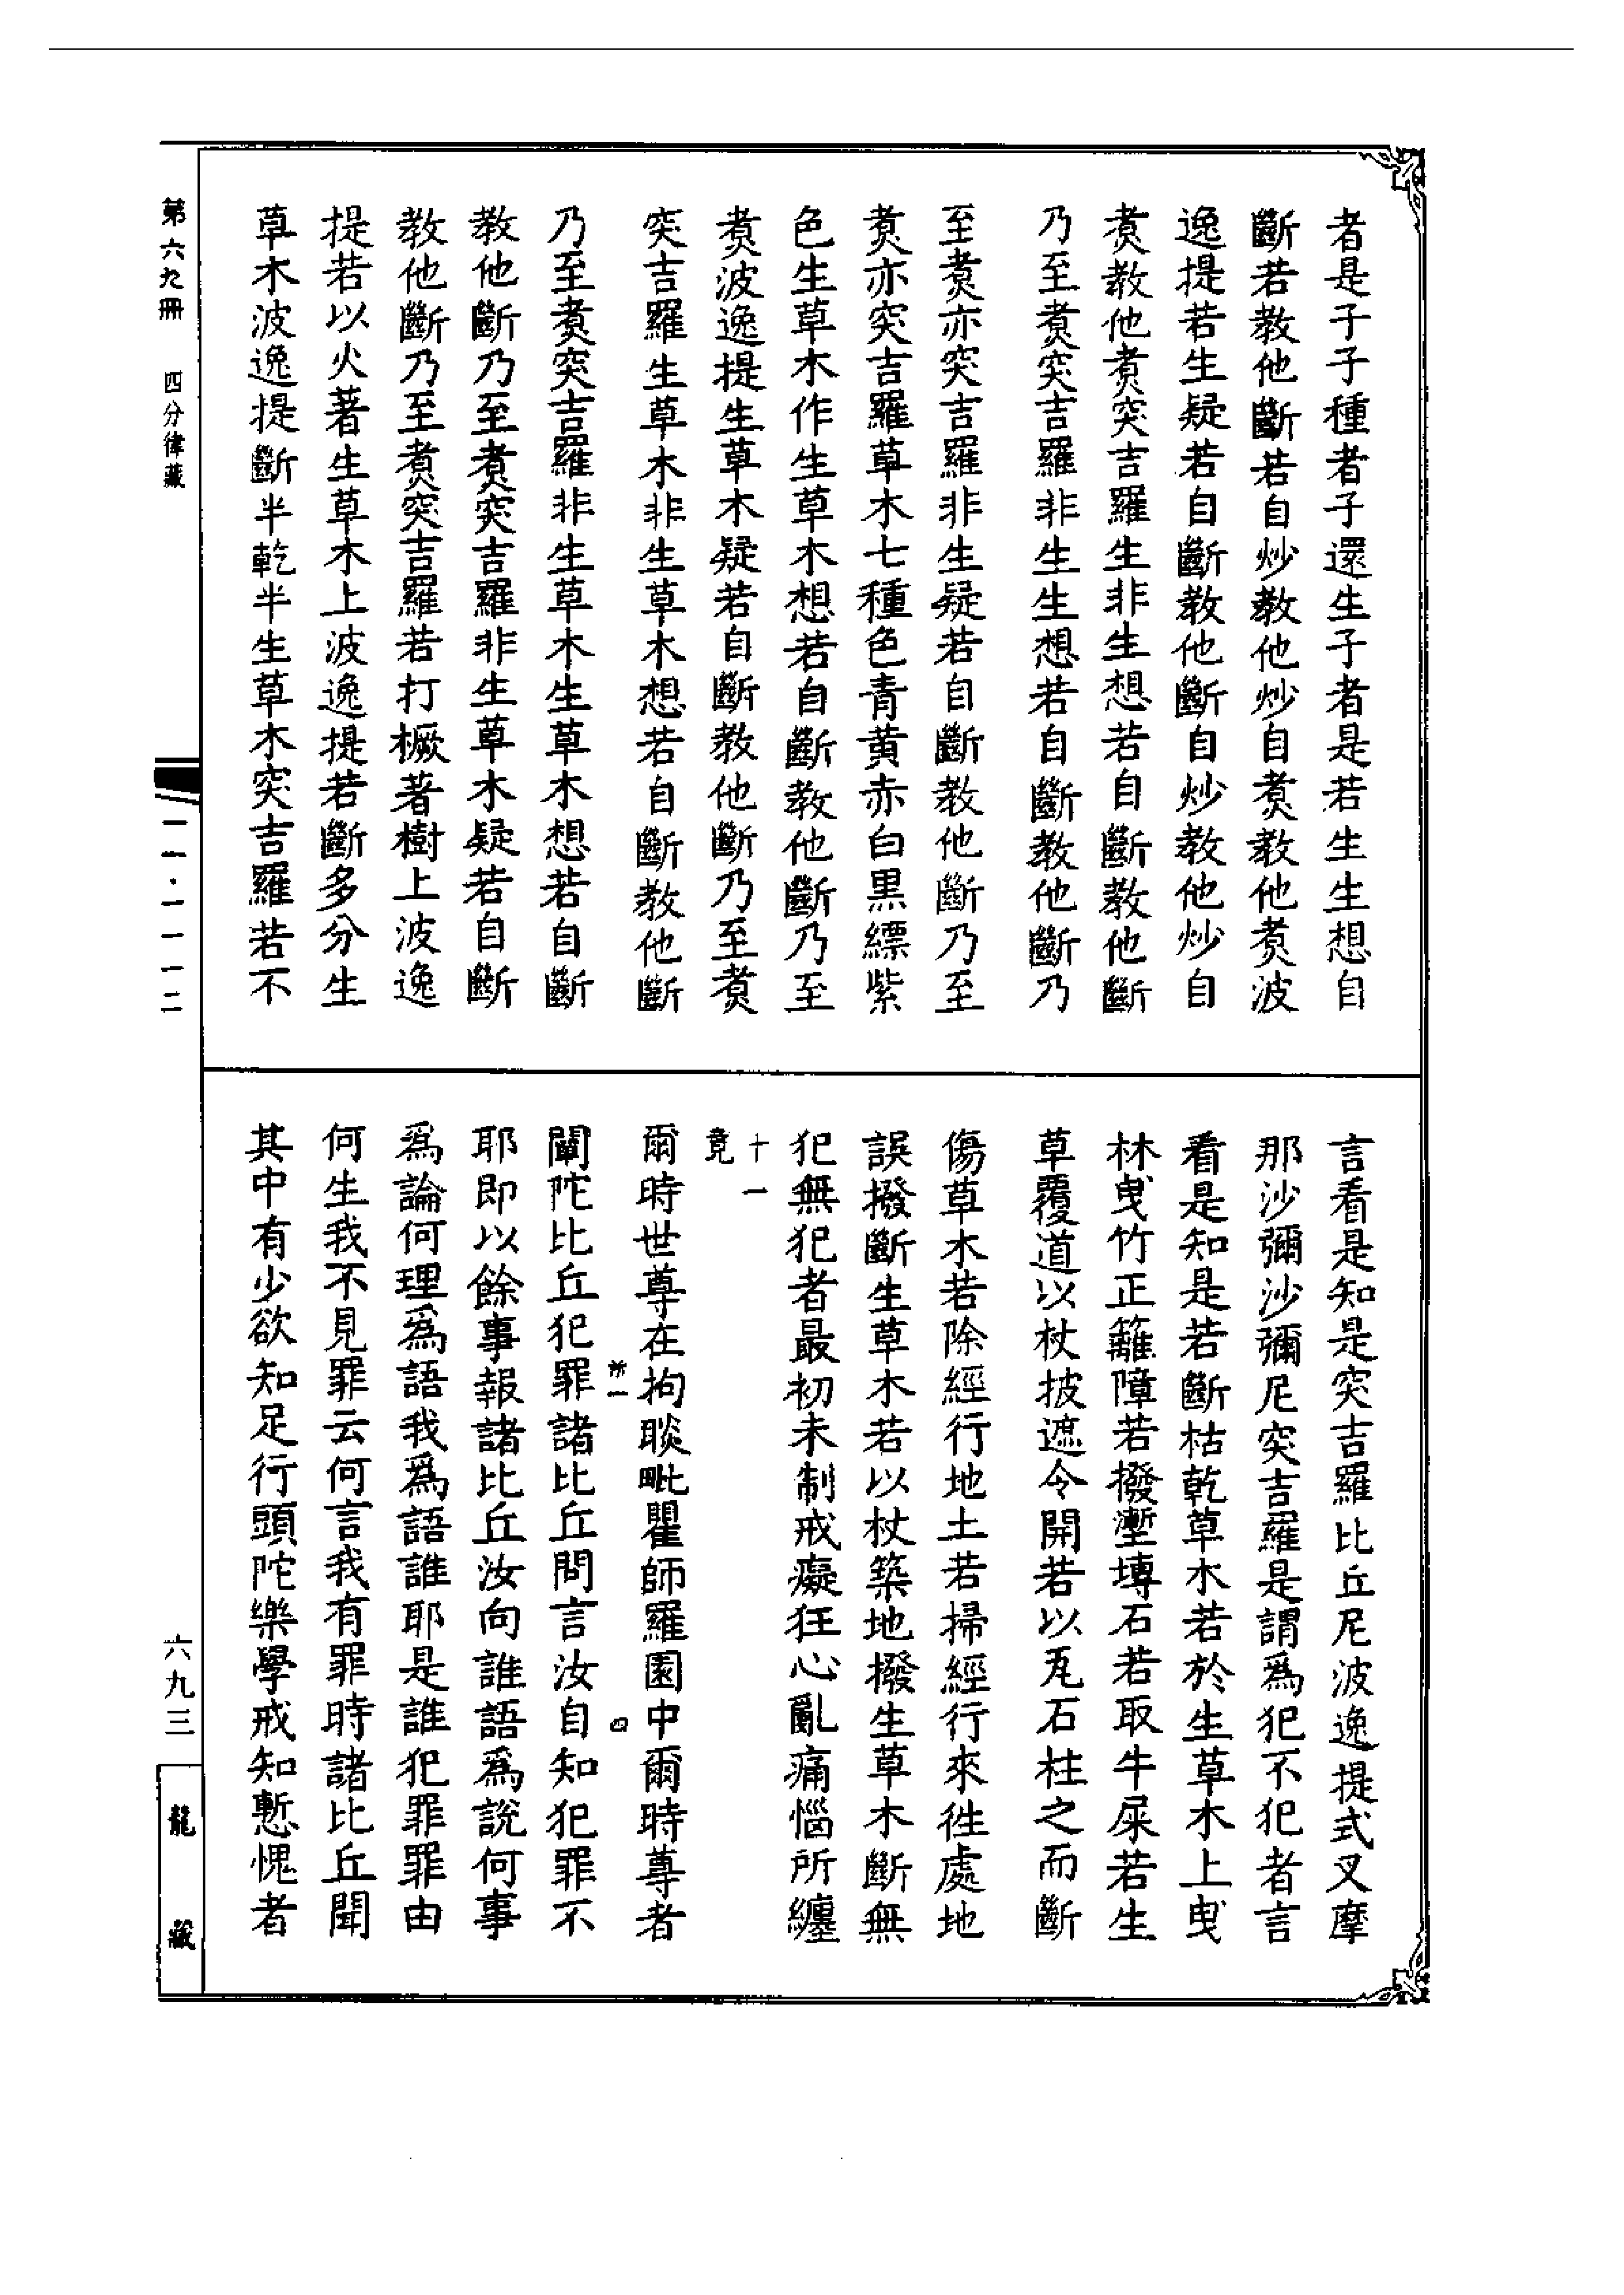 者是子子種者子還生子者是若生生想自
斷若教他斷若自炒教他炒自煑教他煑波
逸提若生疑若自斷教他斷自炒教他炒自
煑教他煑突吉羅生非生想若自斷教他斷
乃至煑突吉羅非生生想若自斷教他斷乃
至煑亦突吉羅非生疑若自斷教他斷乃至
煑亦突吉羅草木七種色青黃赤白黑縹紫
色生草木作生草木想若自斷教他斷乃至
煑波逸提生草木疑若自斷教他斷乃至煑
突吉羅生草木非生草木想若自斷教他斷
乃至煑突吉羅非生草木生草木想若自斷
教他斷乃至煑突吉羅非生草木疑若自斷
教他斷乃至煑突吉羅若打橛著樹上波逸
提若以火著生草木上波逸提若斷多分生
草木波逸提斷半乾半生草木突吉羅若不
言看是知是突吉羅比丘尼波逸提式叉摩
那沙彌沙彌尼突吉羅是謂爲犯不犯者言
看是知是若斷枯乾草木若於生草木上曳
林曳竹正籬障若撥壍塼石若取牛屎若生
草覆道以杖披遮令開若以瓦石柱之而斷
傷草木若除經行地土若掃經行來徃處地
誤撥斷生草木若以杖築地撥生草木斷無
犯無犯者最初未制戒癡狂心亂痛惱所纏
十一
竟
爾時世尊在拘睒毗瞿師羅園中爾時尊者
闡陀比丘犯罪諸比丘問言汝自知犯罪不
耶即以餘事報諸比丘汝向誰語爲說何事
爲論何理爲語我爲語誰耶是誰犯罪罪由
何生我不見罪云何言我有罪時諸比丘聞
其中有少欲知足行頭陀樂學戒知慙愧者
第六九冊 四分律藏
一一·一一一二
六九三
龍藏